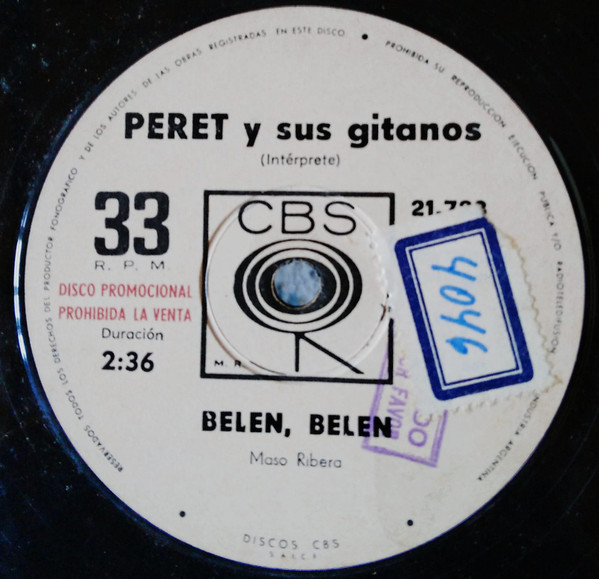 RESERVADOS TODOS LOS DERECHOS DEL PRODUCTOR FONOGRAFICO Y DE LOS AUTORES DE LAS OBRAS REGISTRADAS EN ESTE DISCO
PROHIBIDA SU REPRODUCCION EJECUCION PUBLICA Y/O RADIOTELEDIFUSION
INDUSTRIA ARGENTINA
PERET y sus gitanos
(Intérprete)
33
R. P. M.
CBS
M. R.
4046
DISCO PROMOCIONAL
PROHIBIDA LA VENTA
Duración
2:36
FAVOR
BELEN, BELEN
Maso Ribera
DISCOS CBS